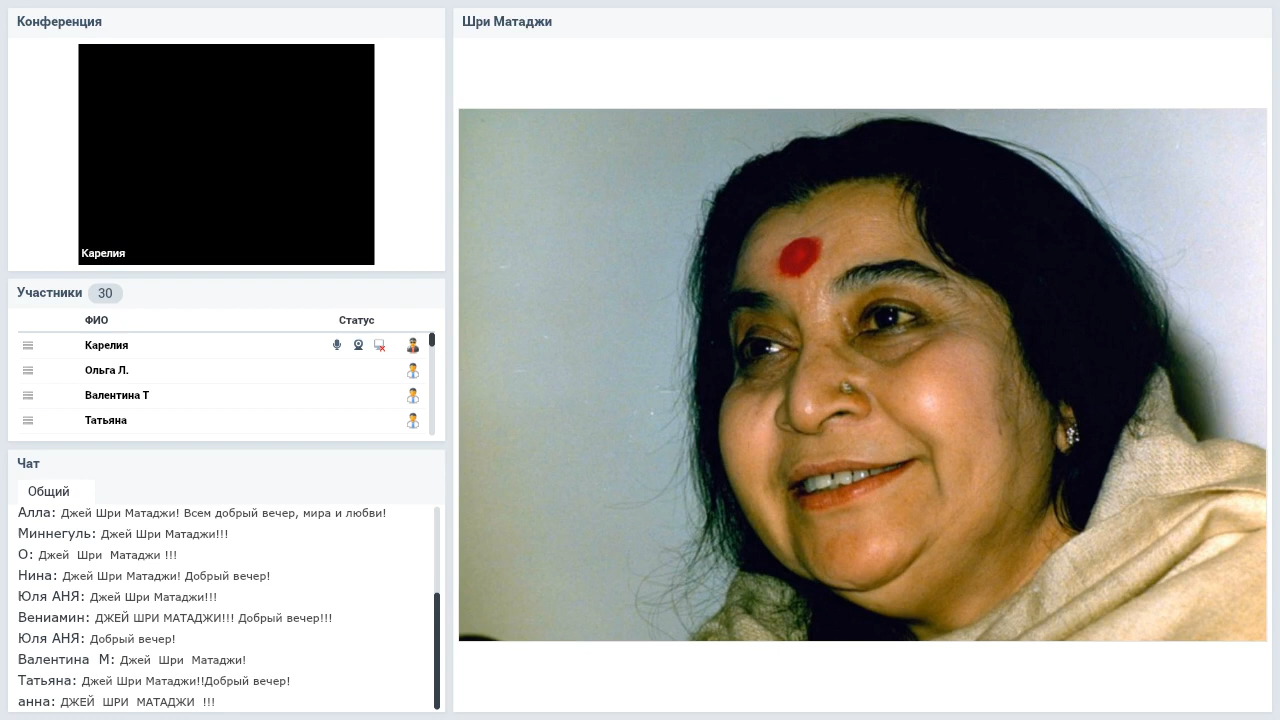 Конференция
Карелия
Участники 30
ФИО Статус
Карелия
Ольга Л.
Валентина Т
Татьяна
Чат
Общий
Алла: Джей Шри Матаджи! Всем добрый вечер, мира и любви!
Миннегуль: Джей Шри Матаджи!!!
О: Джей Шри Матаджи !!!
Нина: Джей Шри Матаджи! Добрый вечер!
Юля АНЯ: Джей Шри Матаджи!!!
Вениамин: ДЖЕЙ ШРИ МАТАДЖИ!!! Добрый вечер!!!
Юля АНЯ: Добрый вечер!
Валентина М: Джей Шри Матаджи!
Татьяна: Джей Шри Матаджи!!Добрый вечер!
анна: ДЖЕЙ ШРИ МАТАДЖИ !!!
Шри Матаджи